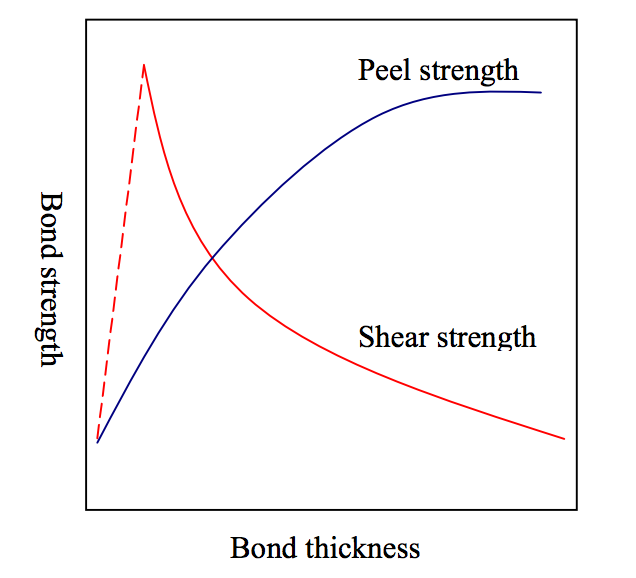 Peel strength
Bond strength
Shear strength
Bond thickness